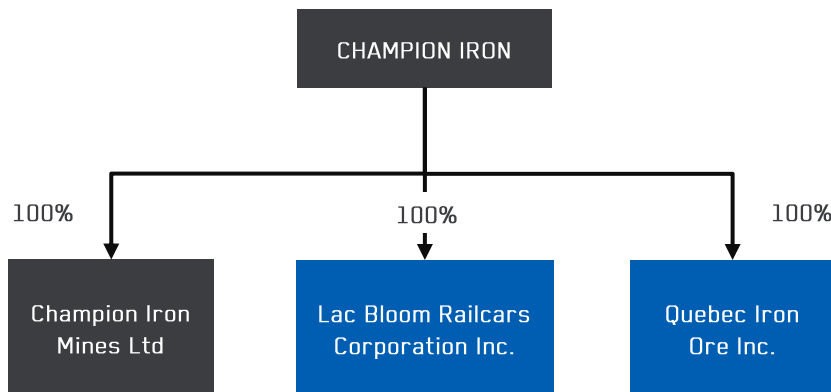 CHAMPION IRON
100%
100%
100%
Champion Iron
Mines Ltd
Lac Bloom Railcars
Corporation Inc.
Quebec Iron
Ore Inc.